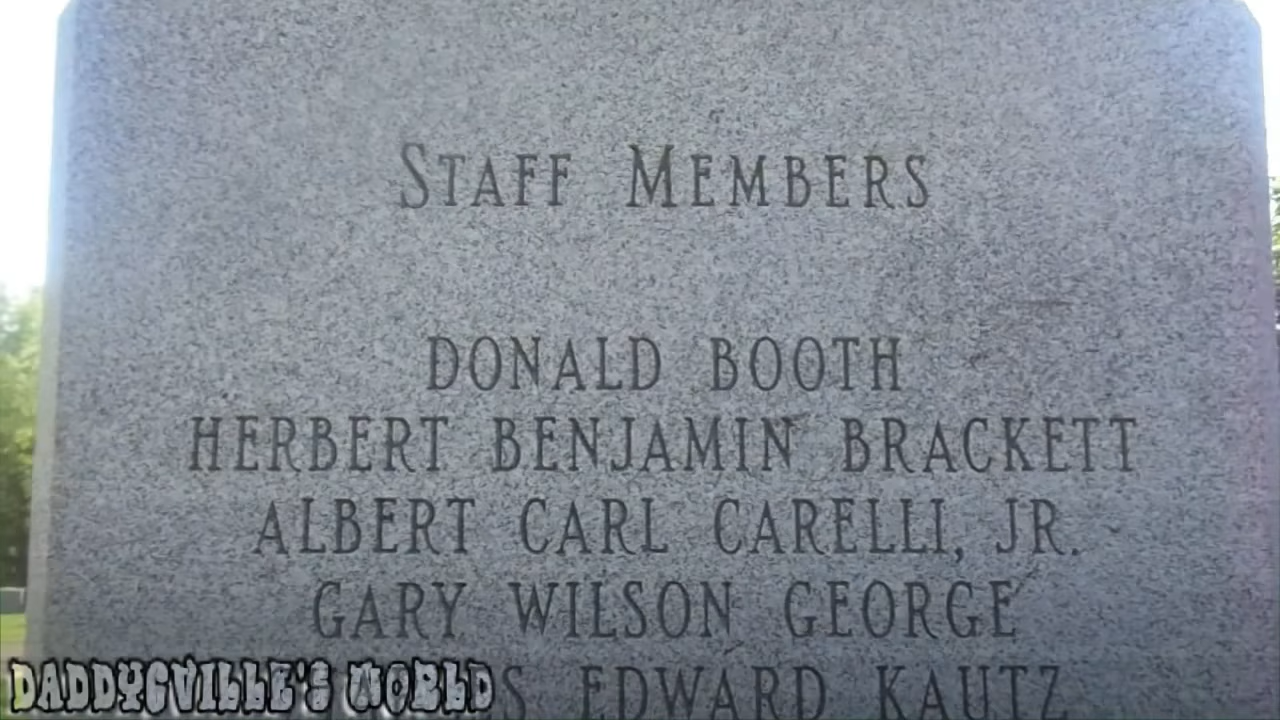 STAFF MEMBERS
DONALD BOOTH
HERBERT BENJAMIN BRACKETT
ALBERT CARL CARELLI, JR.
GARY WILSON GEORGE
EDWARD KAUTZ
DADDYGVILLE'S WORLD